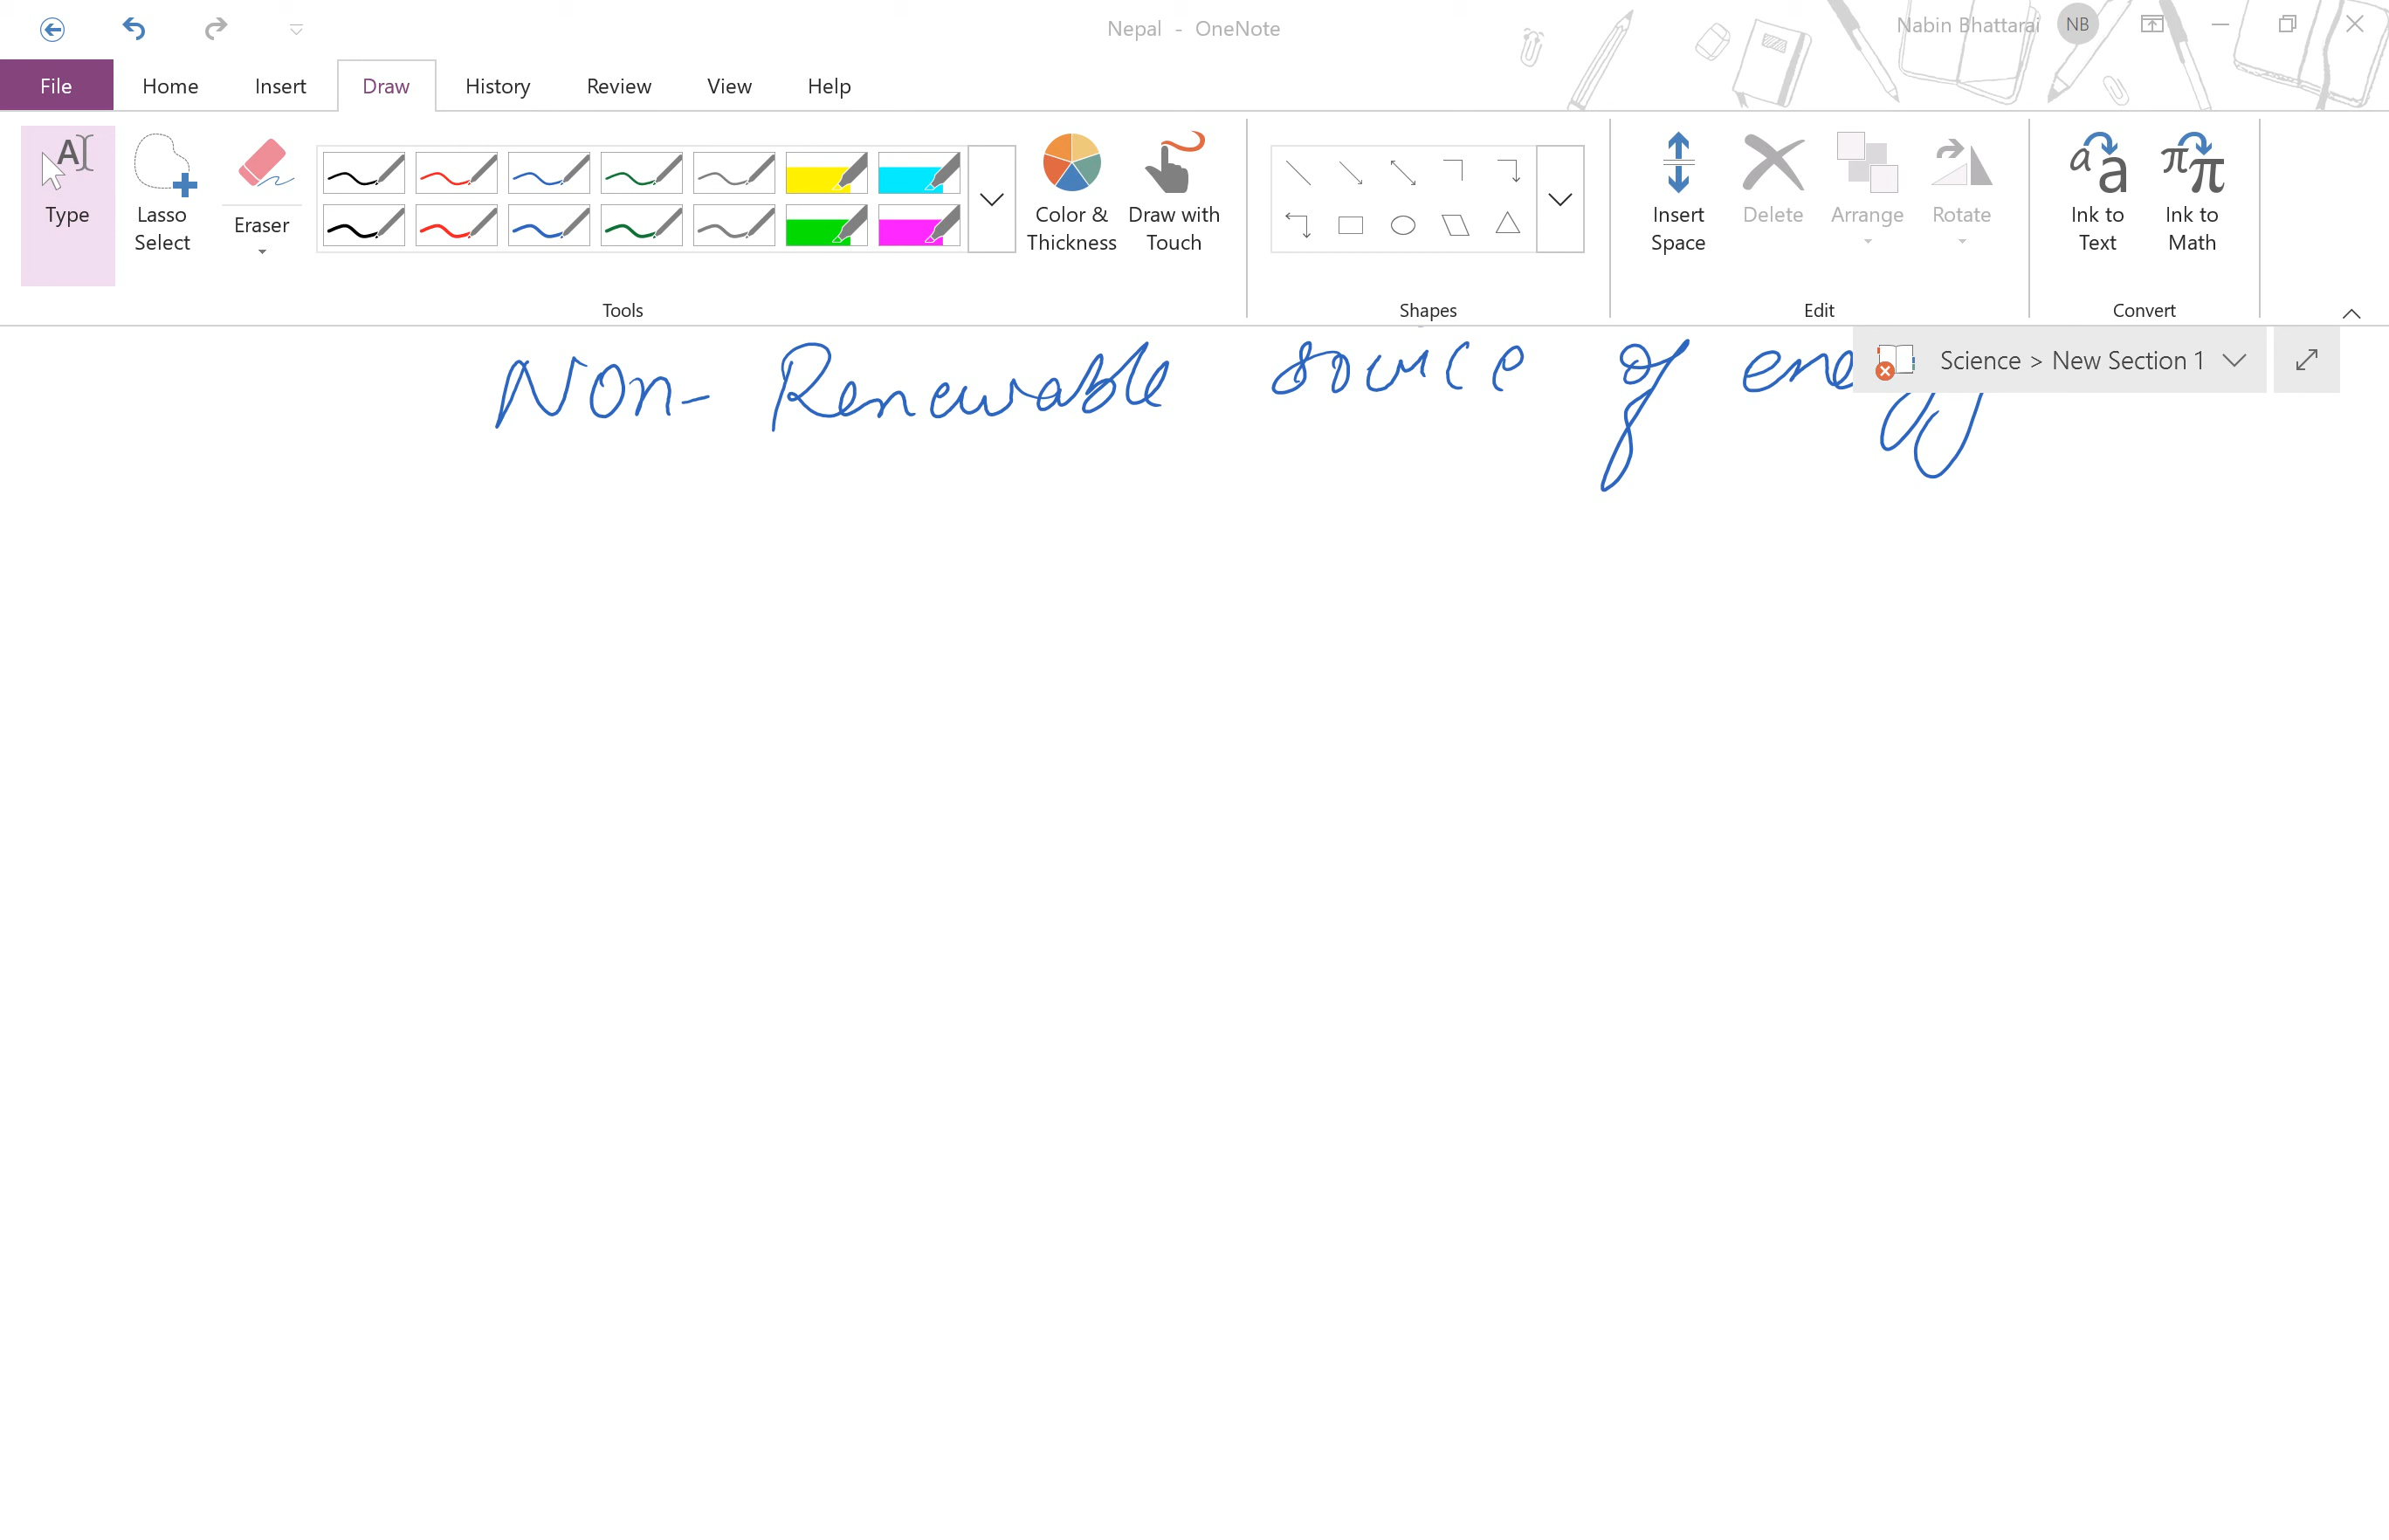 Nepal - OneNote
Nabin Bhattarai NB
File Home Insert Draw History Review View Help
Type
Lasso Select
Eraser
Color & Thickness
Draw with Touch
Insert Space
Delete
Arrange
Rotate
Ink to Text
Ink to Math
Tools
Shapes
Edit
Convert
Science > New Section 1
Non- Renewable source of energy